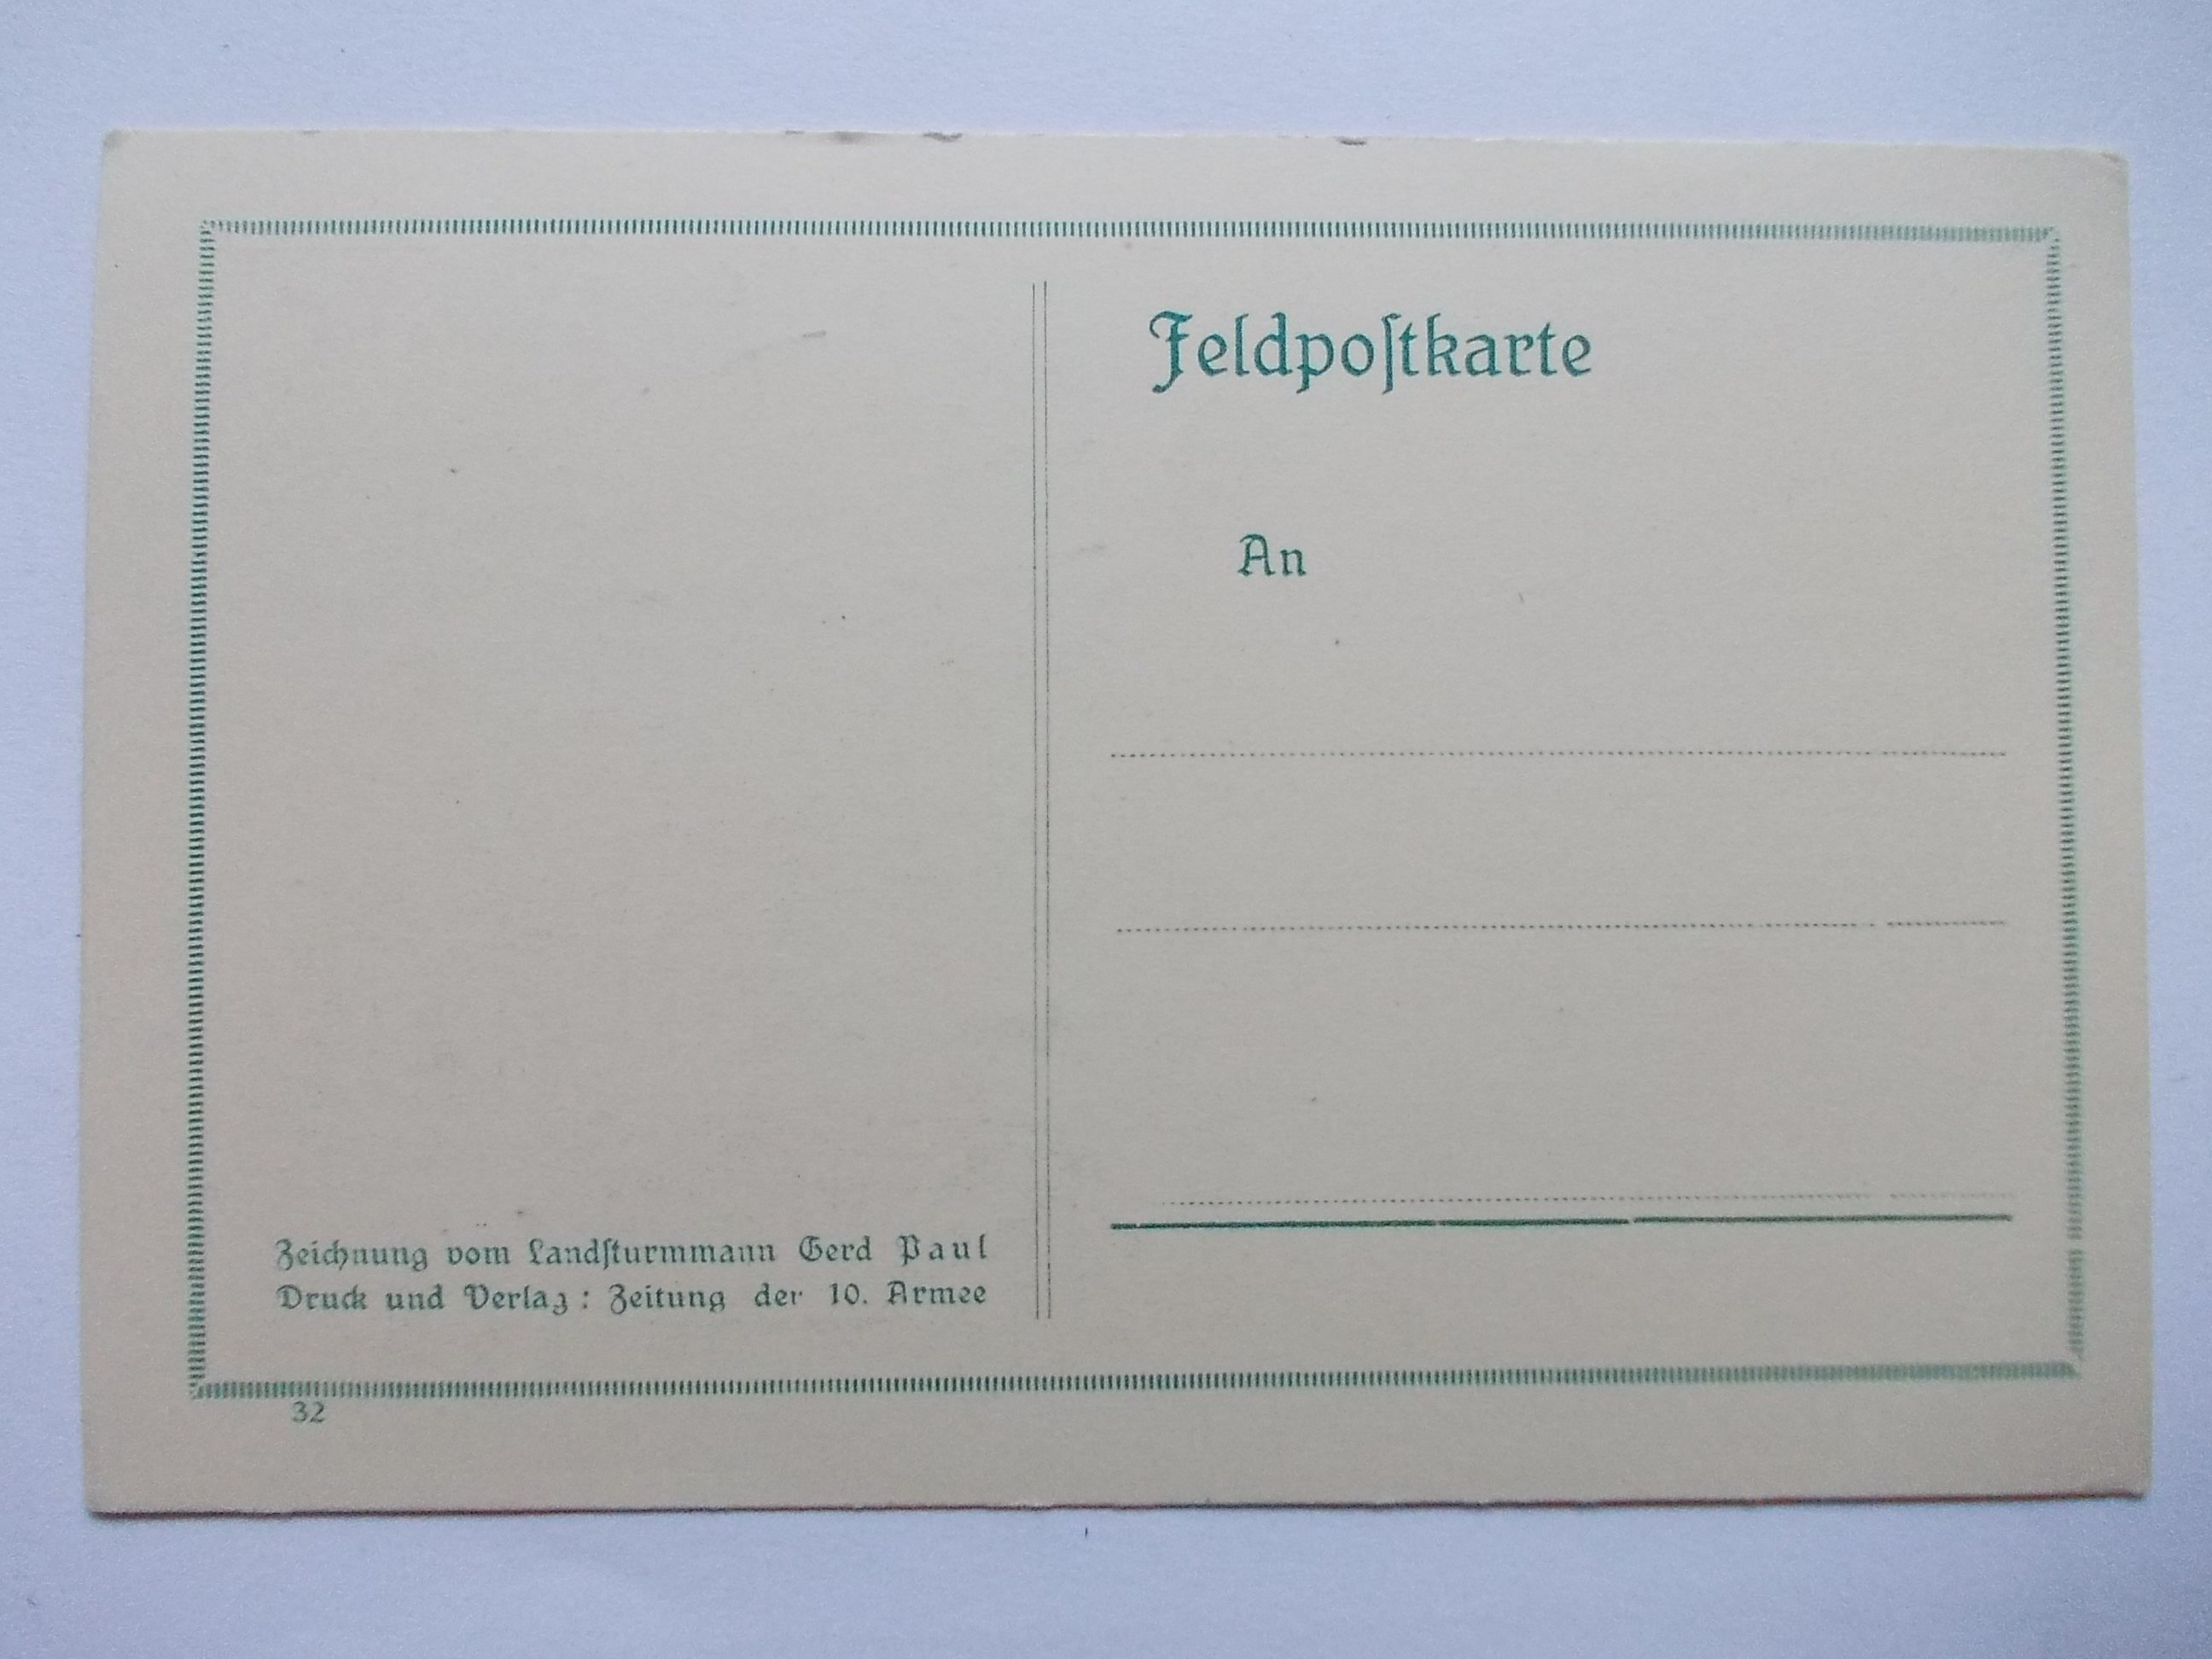 Feldpoſtkarte
An
Zeichnung vom Landſturmmann Gerd Paul
Druck und Verlag: Zeitung der 10. Armee
32